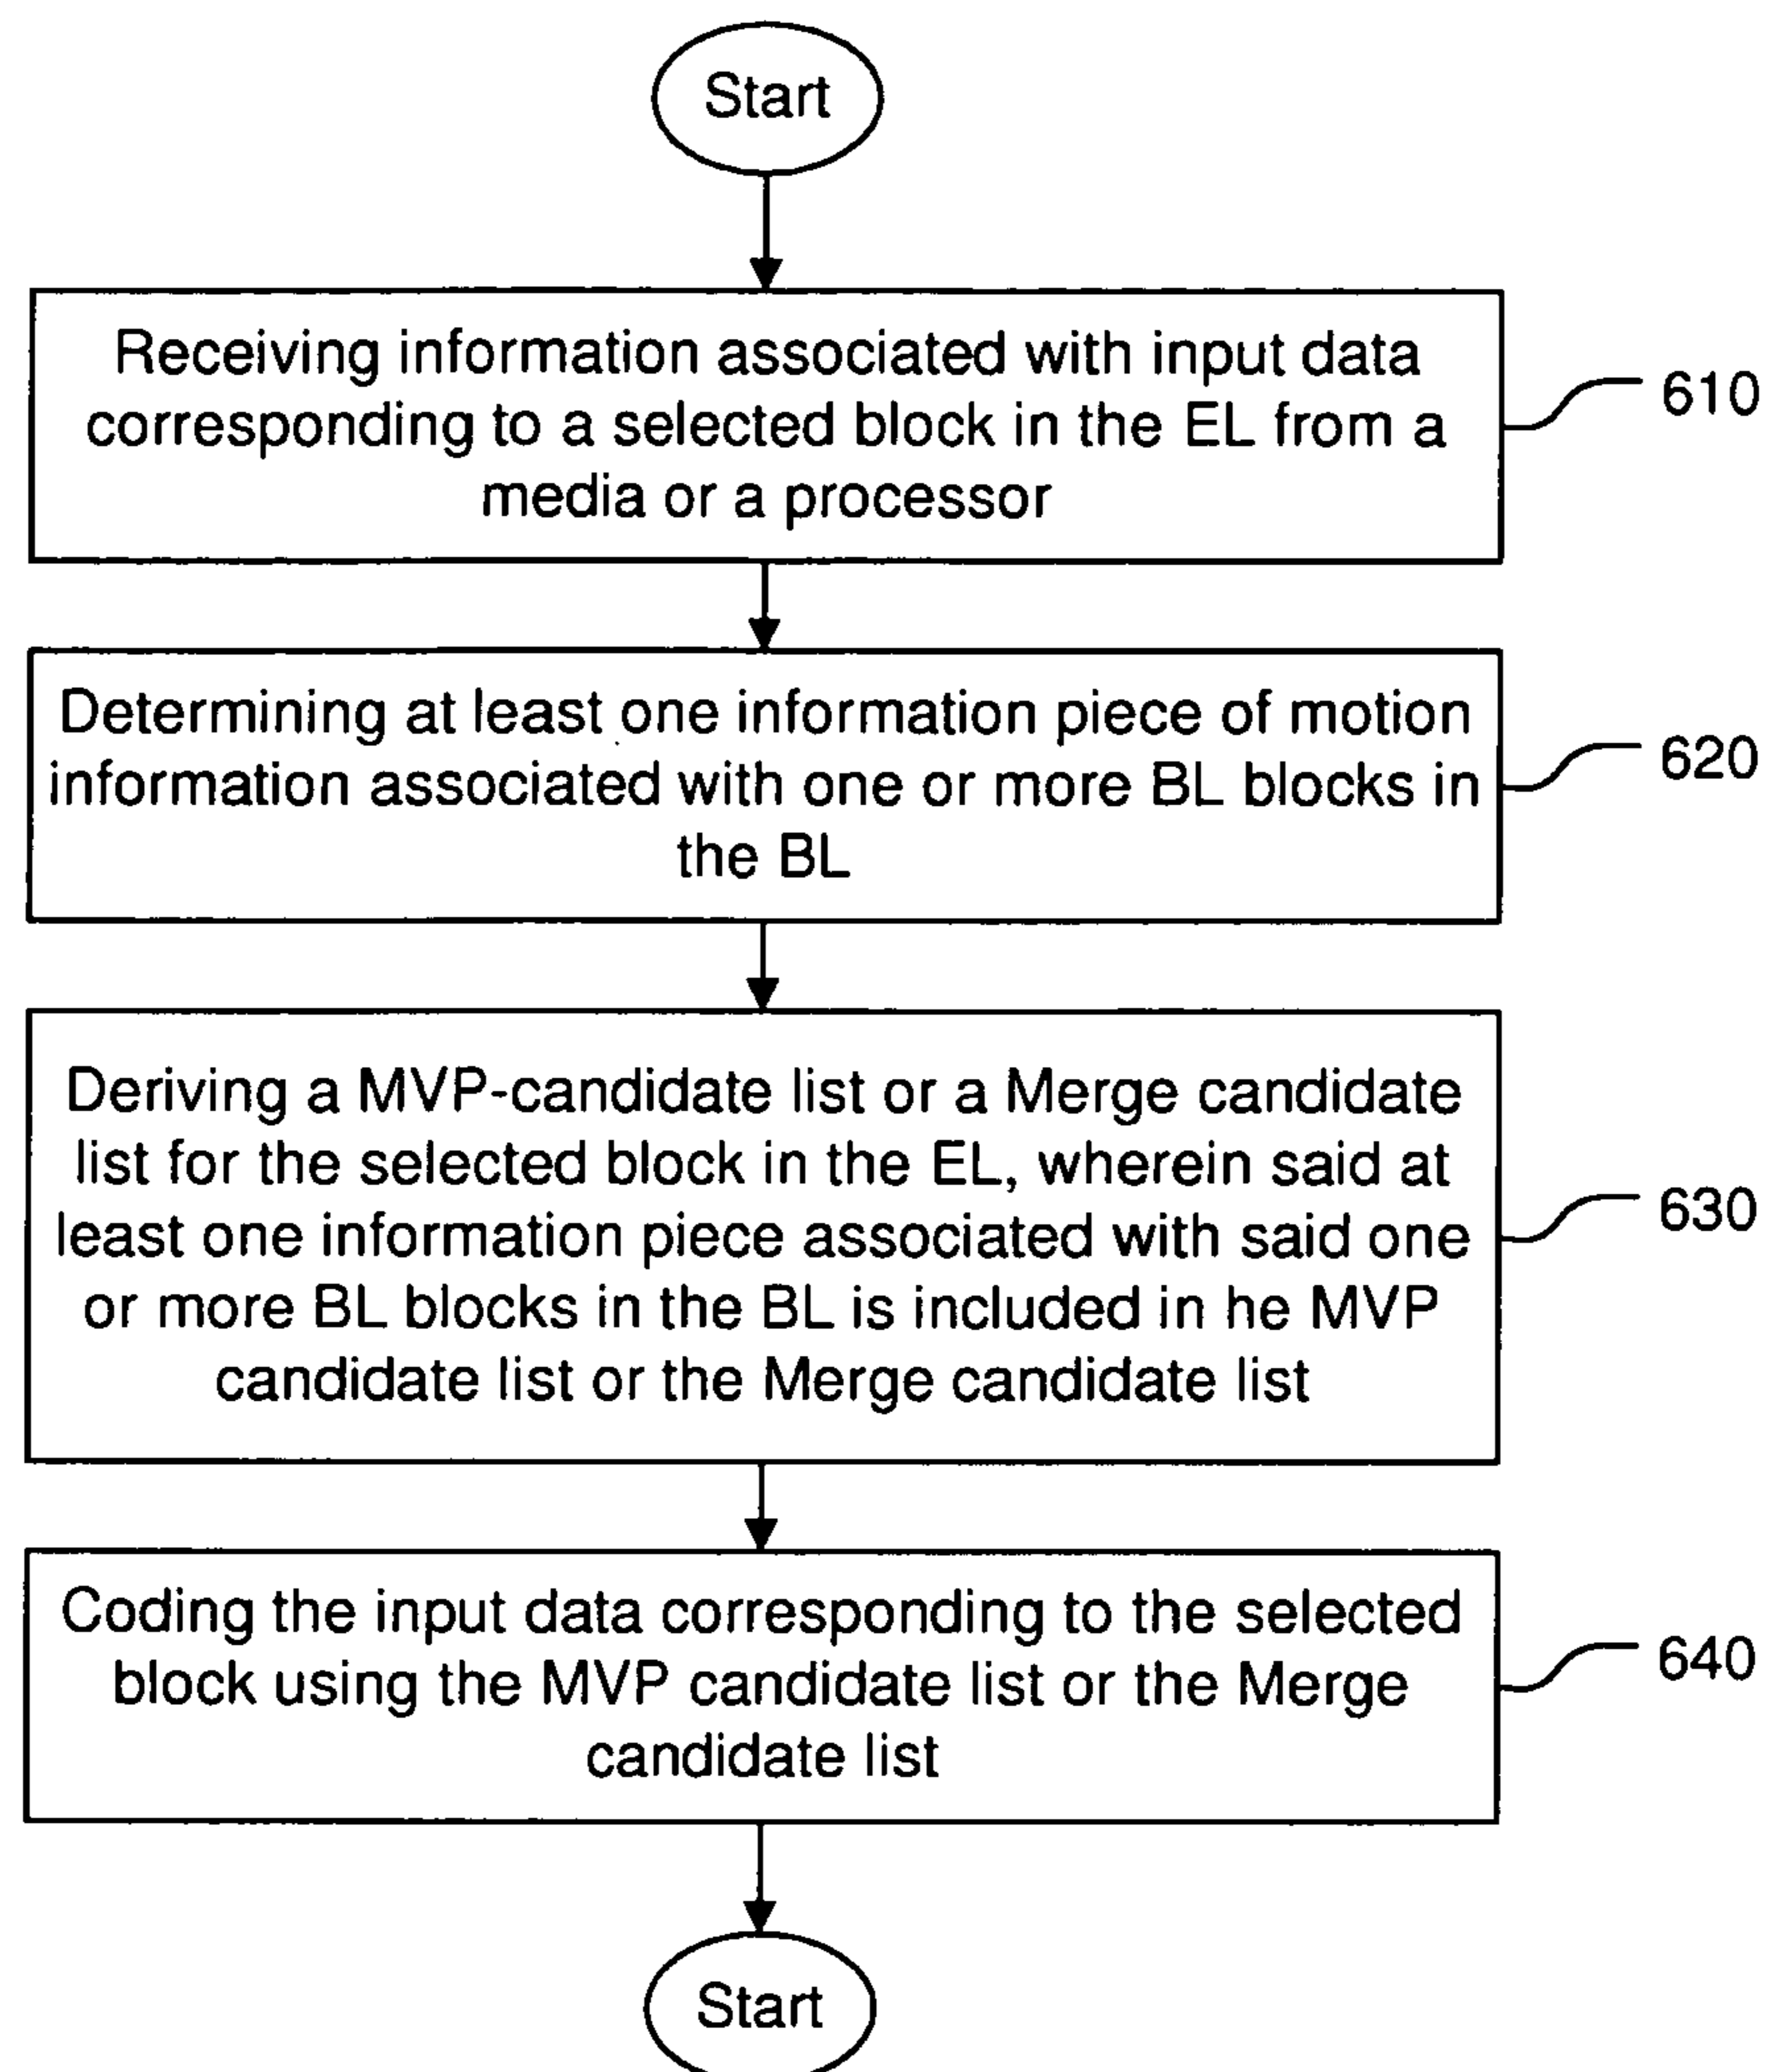 Start
Receiving information associated with input data
corresponding to a selected block in the EL from a
media or a processor
610
Determining at least one information piece of motion
information associated with one or more BL blocks in
the BL
620
Deriving a MVP-candidate list or a Merge candidate
list for the selected block in the EL, wherein said at
least one information piece associated with said one
or more BL blocks in the BL is included in he MVP
candidate list or the Merge candidate list
630
Coding the input data corresponding to the selected
block using the MVP candidate list or the Merge
candidate list
640
Start